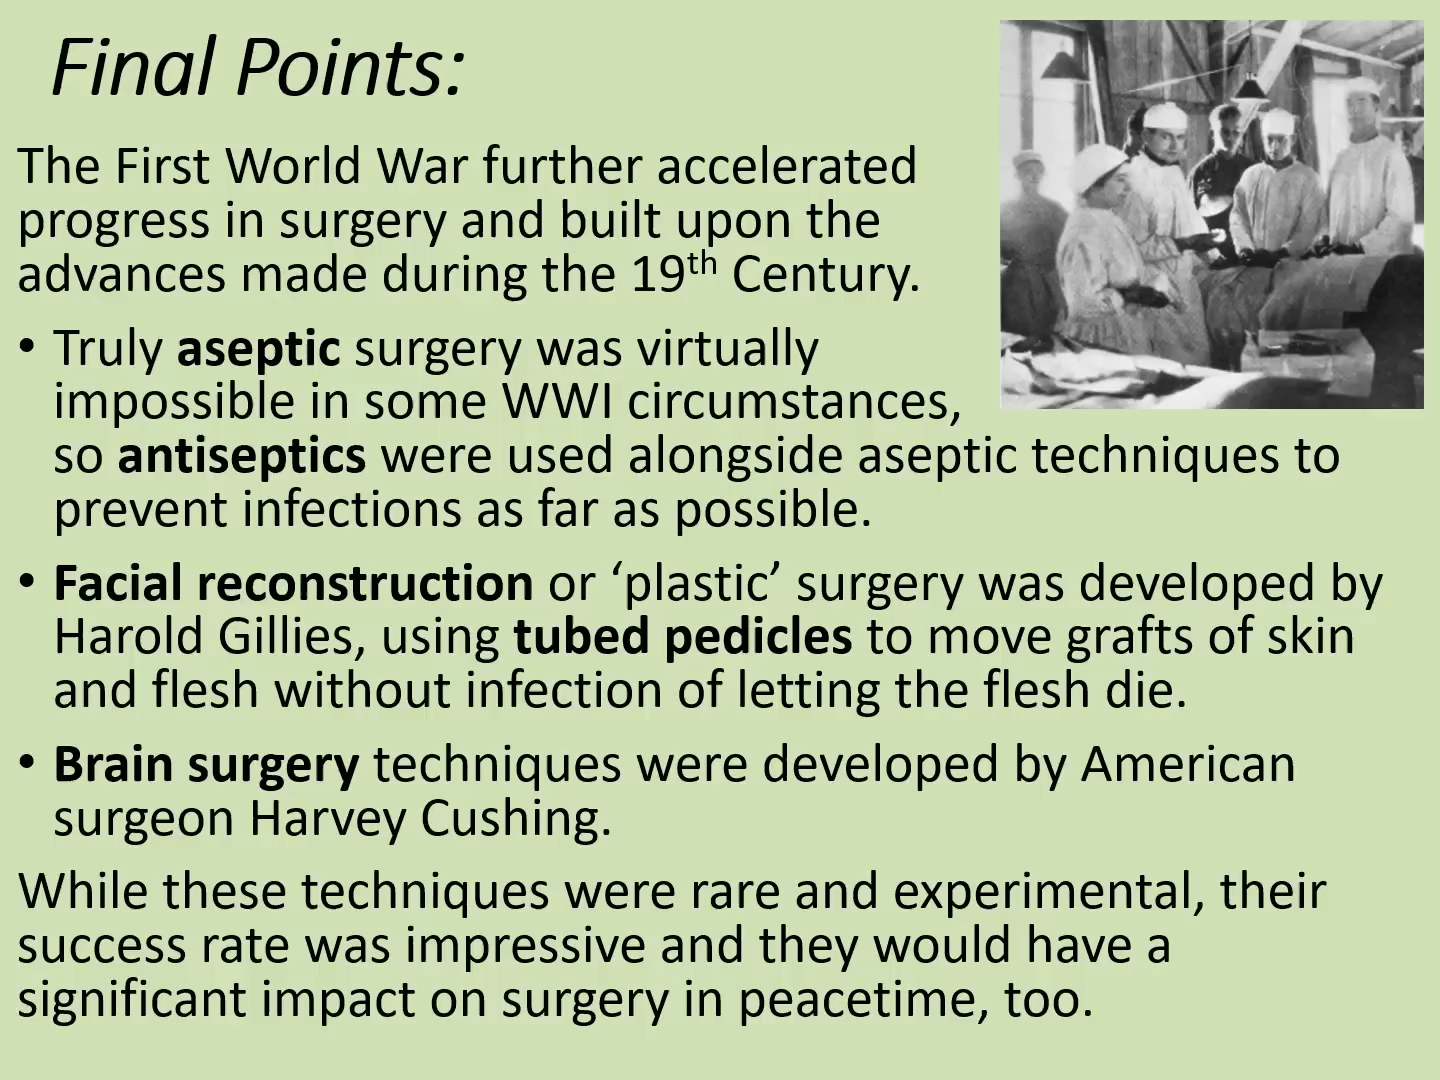 Final Points:
The First World War further accelerated
progress in surgery and built upon the
advances made during the 19th Century.
• Truly aseptic surgery was virtually
impossible in some WWI circumstances,
so antiseptics were used alongside aseptic techniques to
prevent infections as far as possible.
• Facial reconstruction or ‘plastic’ surgery was developed by
Harold Gillies, using tubed pedicles to move grafts of skin
and flesh without infection of letting the flesh die.
• Brain surgery techniques were developed by American
surgeon Harvey Cushing.
While these techniques were rare and experimental, their
success rate was impressive and they would have a
significant impact on surgery in peacetime, too.